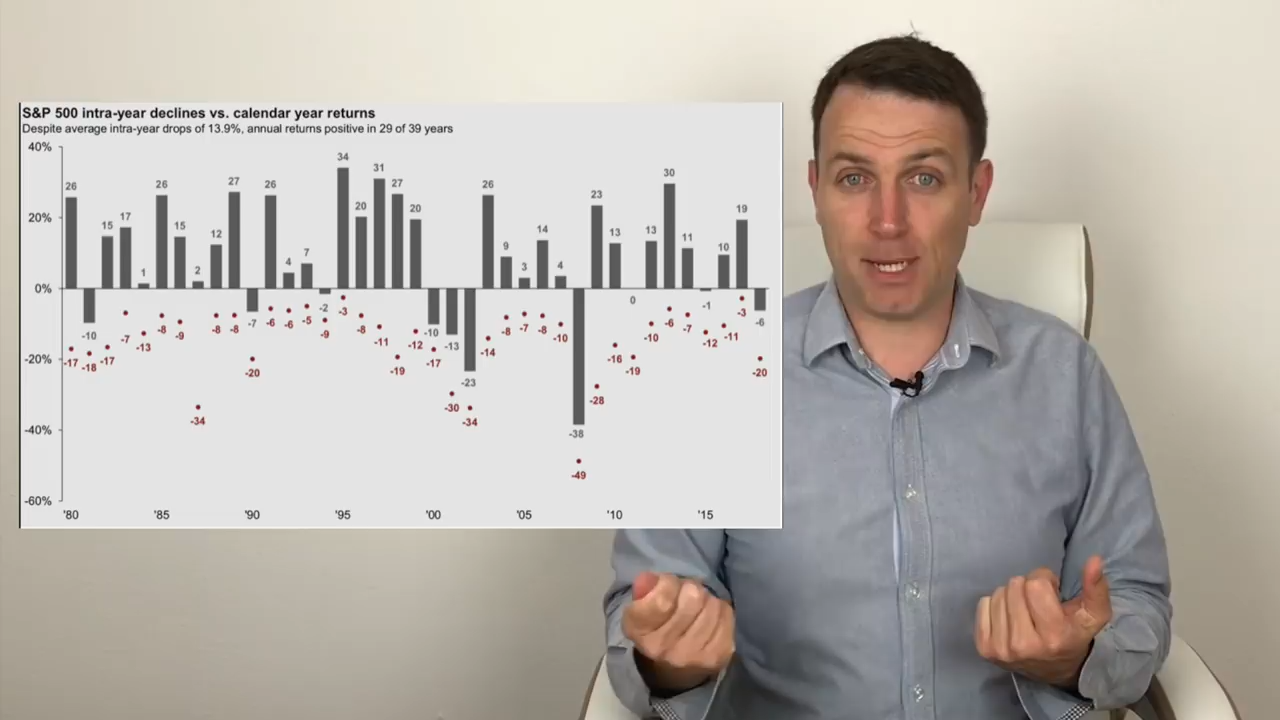 S&P 500 intra-year declines vs. calendar year returns
Despite average intra-year drops of 13.9%, annual returns positive in 29 of 39 years
40%
20%
0%
-20%
-40%
-60%
26 -10 15 17 1 26 15 2 12 27 -7 26 4 7 -2 34 20 31 27 20 -10 -13 -23 26 9 3 14 4 -38 23 13 0 13 30 11 -1 10 19 -6
-17 -18 -17 -7 -13 -8 -9 -34 -8 -8 -20 -6 -6 -5 -9 -3 -8 -11 -19 -12 -17 -30 -34 -14 -8 -7 -8 -10 -49 -28 -16 -19 -10 -6 -7 -12 -11 -3 -20
'80 '85 '90 '95 '00 '05 '10 '15